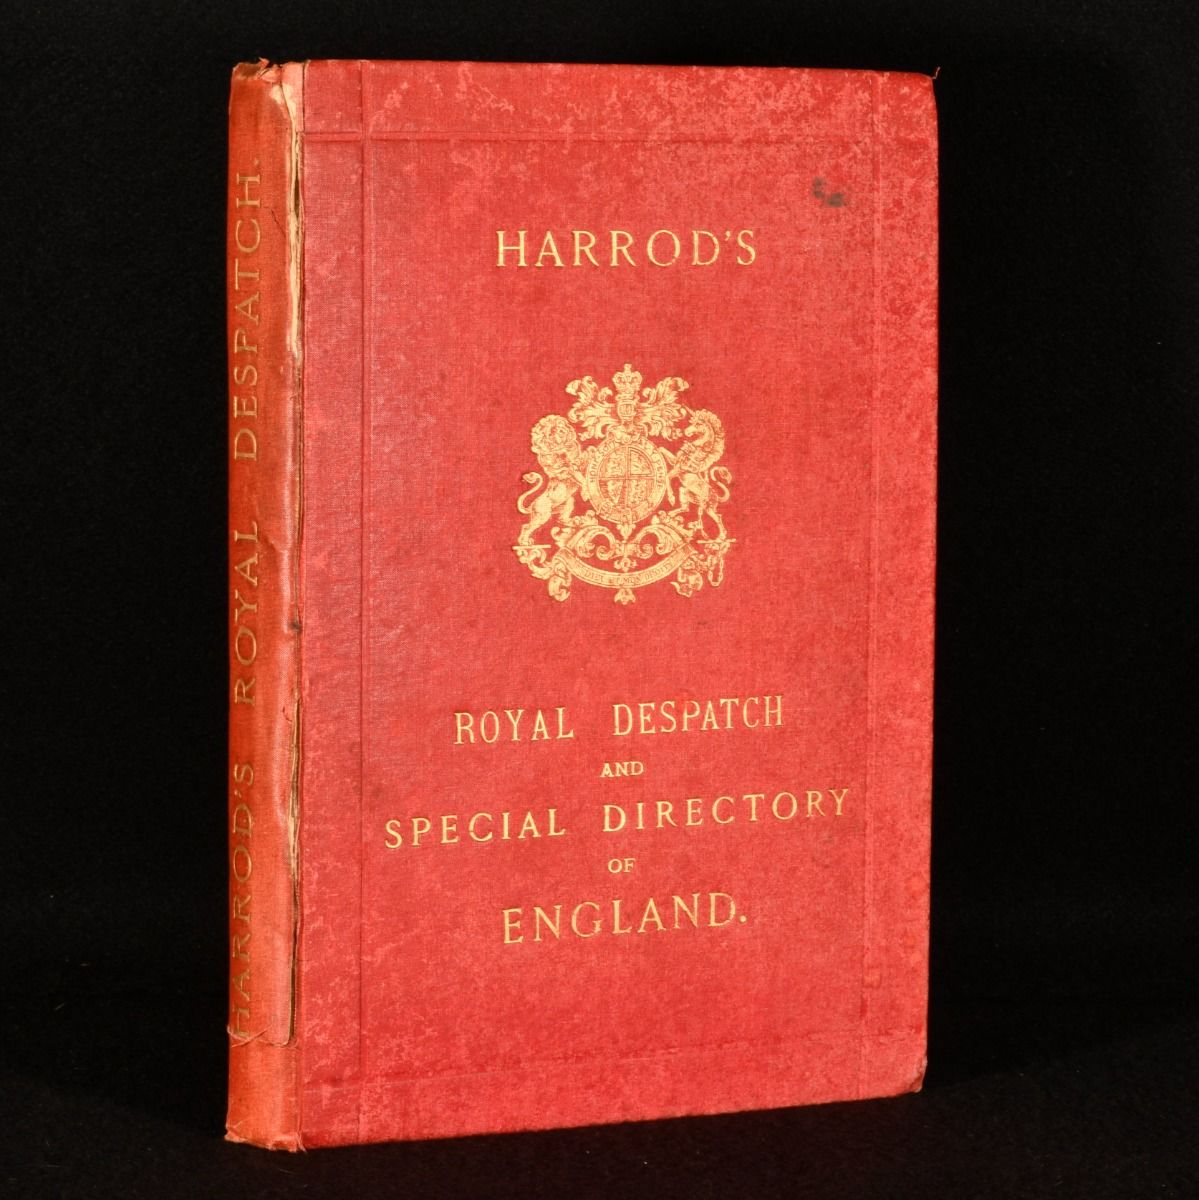 HARROD'S ROYAL DESPATCH.
HARROD'S
ROYAL DESPATCH
AND
SPECIAL DIRECTORY
OF
ENGLAND.